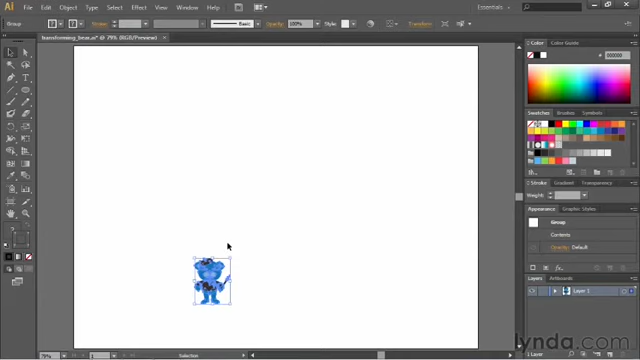 Ai File Edit Object Type Select Effect View Window Help
Essentials
Group
Stroke:
Basic
Opacity: 100%
Style:
Transform
transforming_bear.ai* @ 79% (RGB/Preview)
Color Color Guide
000000
Swatches Brushes Symbols
Stroke Gradient Transparency
Weight:
Appearance Graphic Styles
Group
Contents
Opacity: Default
Layers Artboards
Layer 1
79%
1
Selection
lynda.com